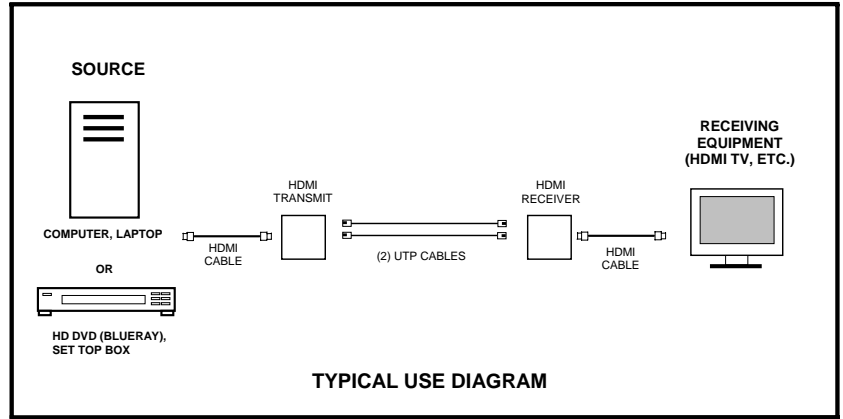 SOURCE
COMPUTER, LAPTOP
OR
HD DVD (BLUERAY),
SET TOP BOX
HDMI
CABLE
HDMI
TRANSMIT
(2) UTP CABLES
HDMI
RECEIVER
HDMI
CABLE
RECEIVING
EQUIPMENT
(HDMI TV, ETC.)
TYPICAL USE DIAGRAM